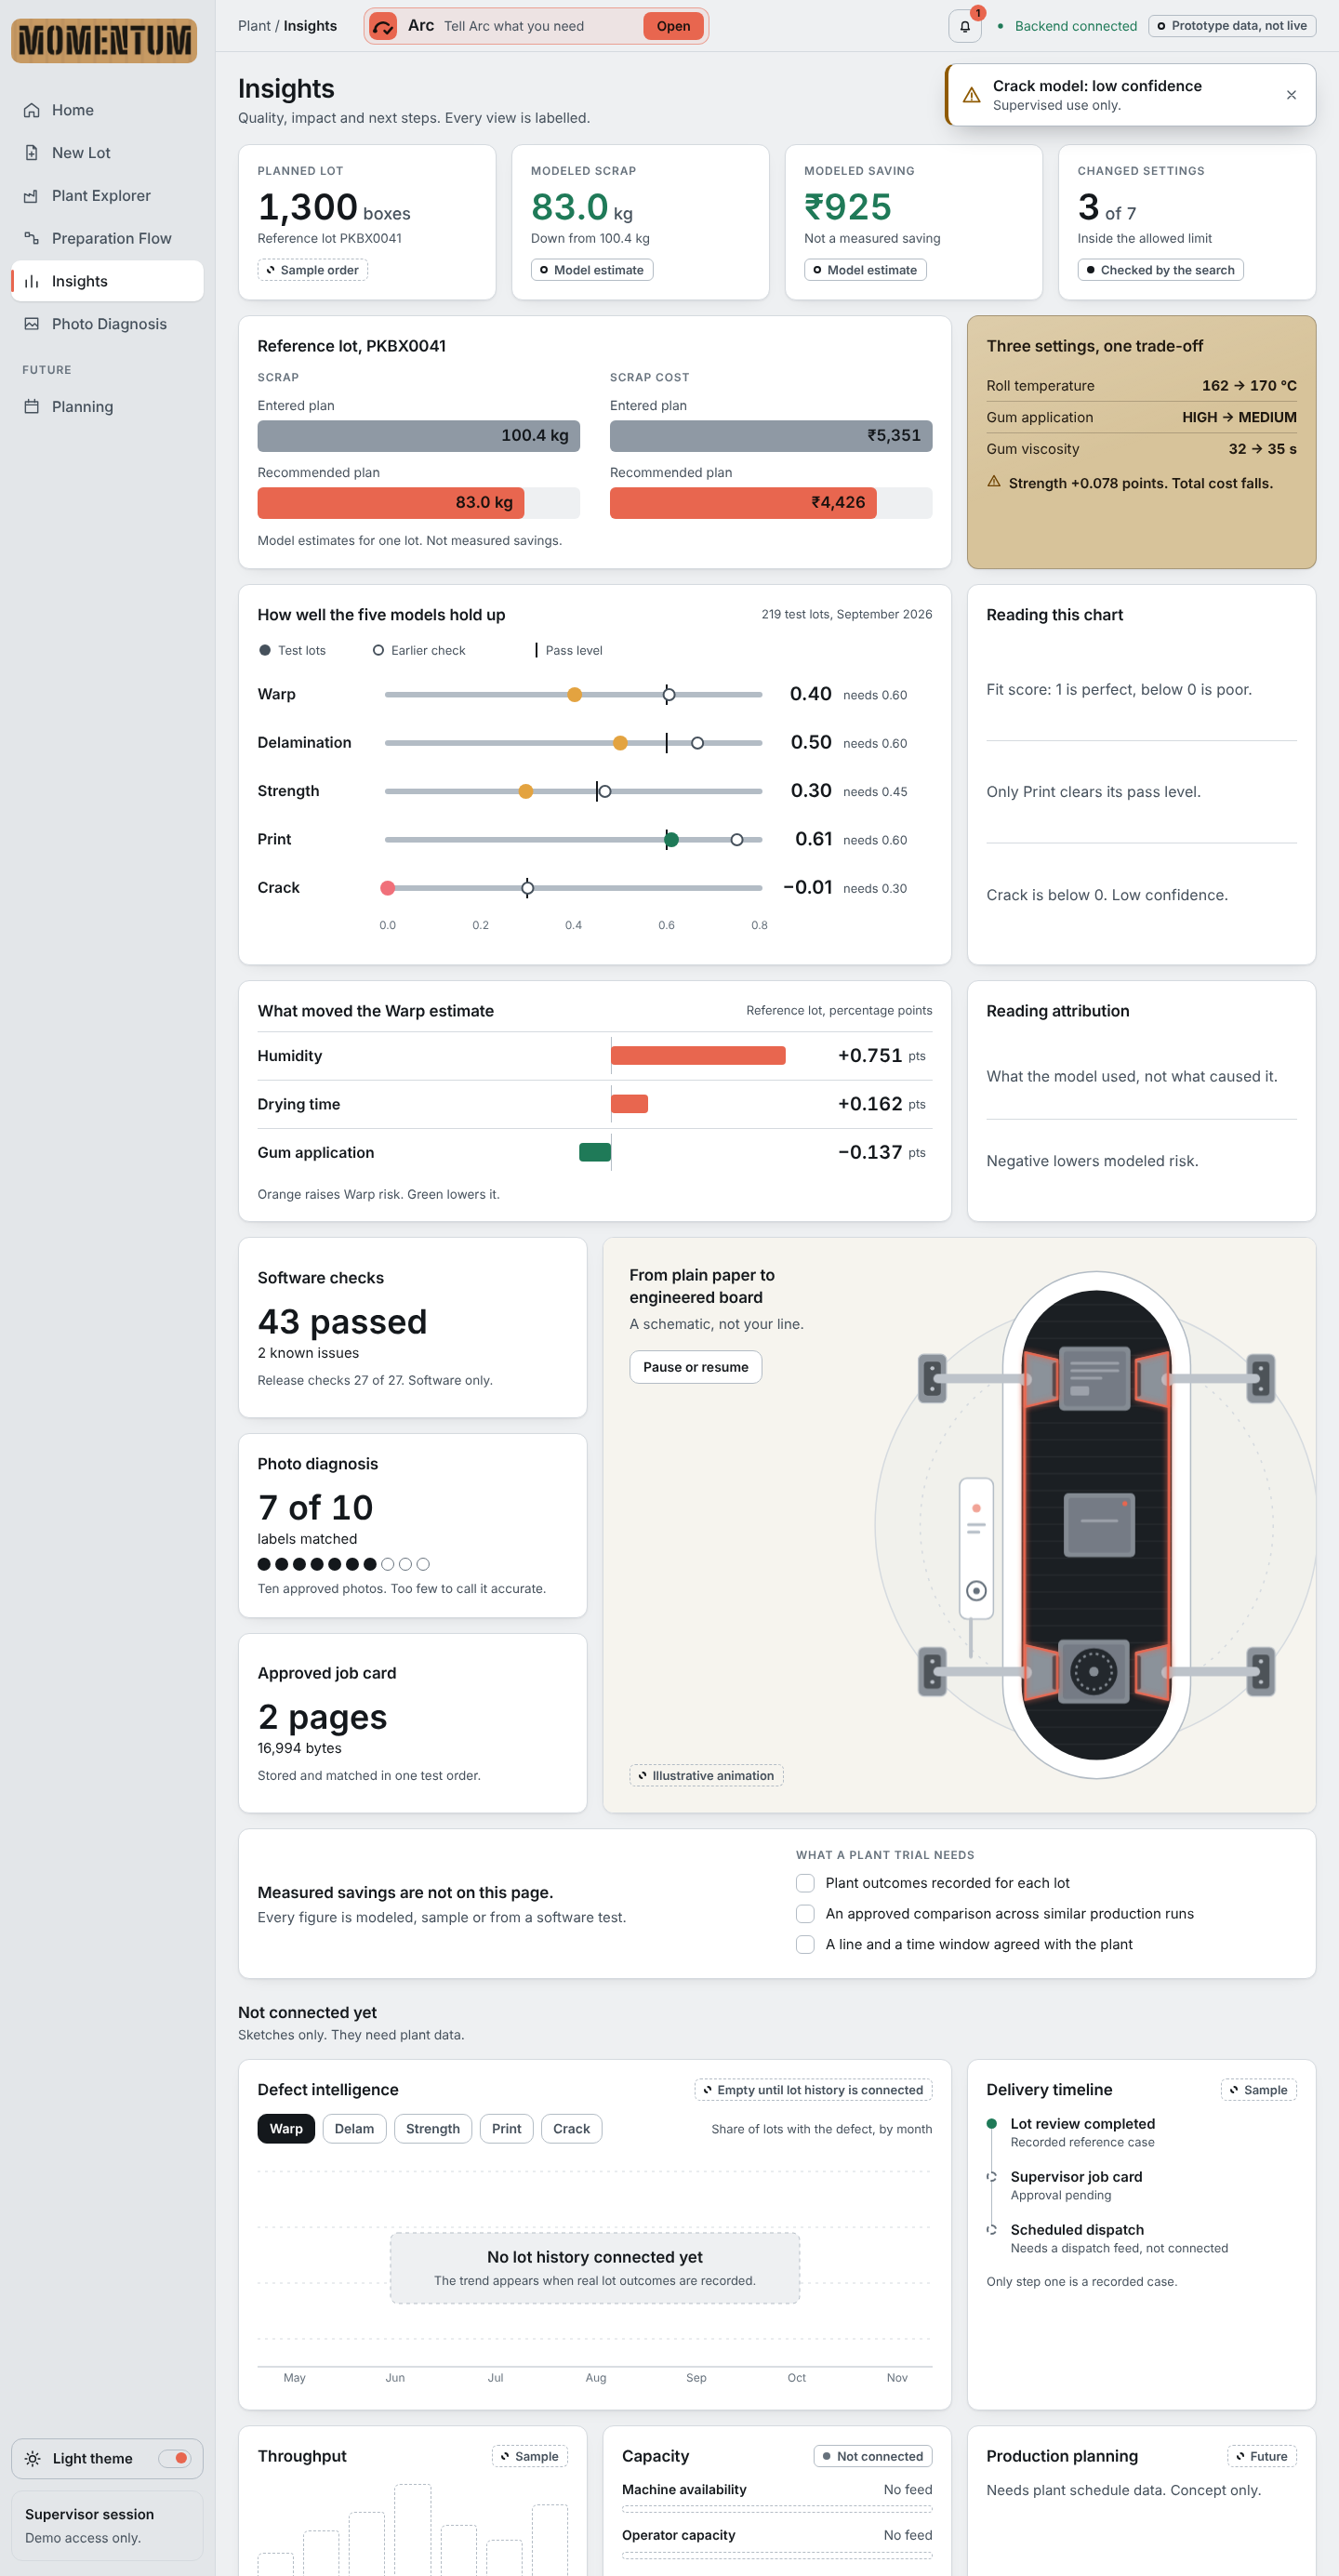 MOMENTUM
Home
New Lot
Plant Explorer
Preparation Flow
Insights
Photo Diagnosis
FUTURE
Planning
Light theme
Supervisor session
Demo access only.
Plant / Insights
Arc Tell Arc what you need Open
1
Backend connected
Prototype data, not live
Insights
Quality, impact and next steps. Every view is labelled.
Crack model: low confidence
Supervised use only.
PLANNED LOT
1,300 boxes
Reference lot PKBX0041
Sample order
MODELED SCRAP
83.0 kg
Down from 100.4 kg
Model estimate
MODELED SAVING
₹925
Not a measured saving
Model estimate
CHANGED SETTINGS
3 of 7
Inside the allowed limit
Checked by the search
Reference lot, PKBX0041
SCRAP
Entered plan
100.4 kg
Recommended plan
83.0 kg
SCRAP COST
Entered plan
₹5,351
Recommended plan
₹4,426
Model estimates for one lot. Not measured savings.
Three settings, one trade-off
Roll temperature 162 → 170 °C
Gum application HIGH → MEDIUM
Gum viscosity 32 → 35 s
Strength +0.078 points. Total cost falls.
How well the five models hold up
219 test lots, September 2026
Test lots
Earlier check
Pass level
Warp 0.40 needs 0.60
Delamination 0.50 needs 0.60
Strength 0.30 needs 0.45
Print 0.61 needs 0.60
Crack −0.01 needs 0.30
0.0 0.2 0.4 0.6 0.8
Reading this chart
Fit score: 1 is perfect, below 0 is poor.
Only Print clears its pass level.
Crack is below 0. Low confidence.
What moved the Warp estimate
Reference lot, percentage points
Humidity +0.751 pts
Drying time +0.162 pts
Gum application −0.137 pts
Orange raises Warp risk. Green lowers it.
Reading attribution
What the model used, not what caused it.
Negative lowers modeled risk.
Software checks
43 passed
2 known issues
Release checks 27 of 27. Software only.
Photo diagnosis
7 of 10
labels matched
Ten approved photos. Too few to call it accurate.
Approved job card
2 pages
16,994 bytes
Stored and matched in one test order.
From plain paper to
engineered board
A schematic, not your line.
Pause or resume
Illustrative animation
Measured savings are not on this page.
Every figure is modeled, sample or from a software test.
WHAT A PLANT TRIAL NEEDS
Plant outcomes recorded for each lot
An approved comparison across similar production runs
A line and a time window agreed with the plant
Not connected yet
Sketches only. They need plant data.
Defect intelligence
Empty until lot history is connected
Warp Delam Strength Print Crack
Share of lots with the defect, by month
No lot history connected yet
The trend appears when real lot outcomes are recorded.
May Jun Jul Aug Sep Oct Nov
Delivery timeline
Sample
Lot review completed
Recorded reference case
Supervisor job card
Approval pending
Scheduled dispatch
Needs a dispatch feed, not connected
Only step one is a recorded case.
Throughput
Sample
Capacity
Not connected
Machine availability No feed
Operator capacity No feed
Production planning
Future
Needs plant schedule data. Concept only.